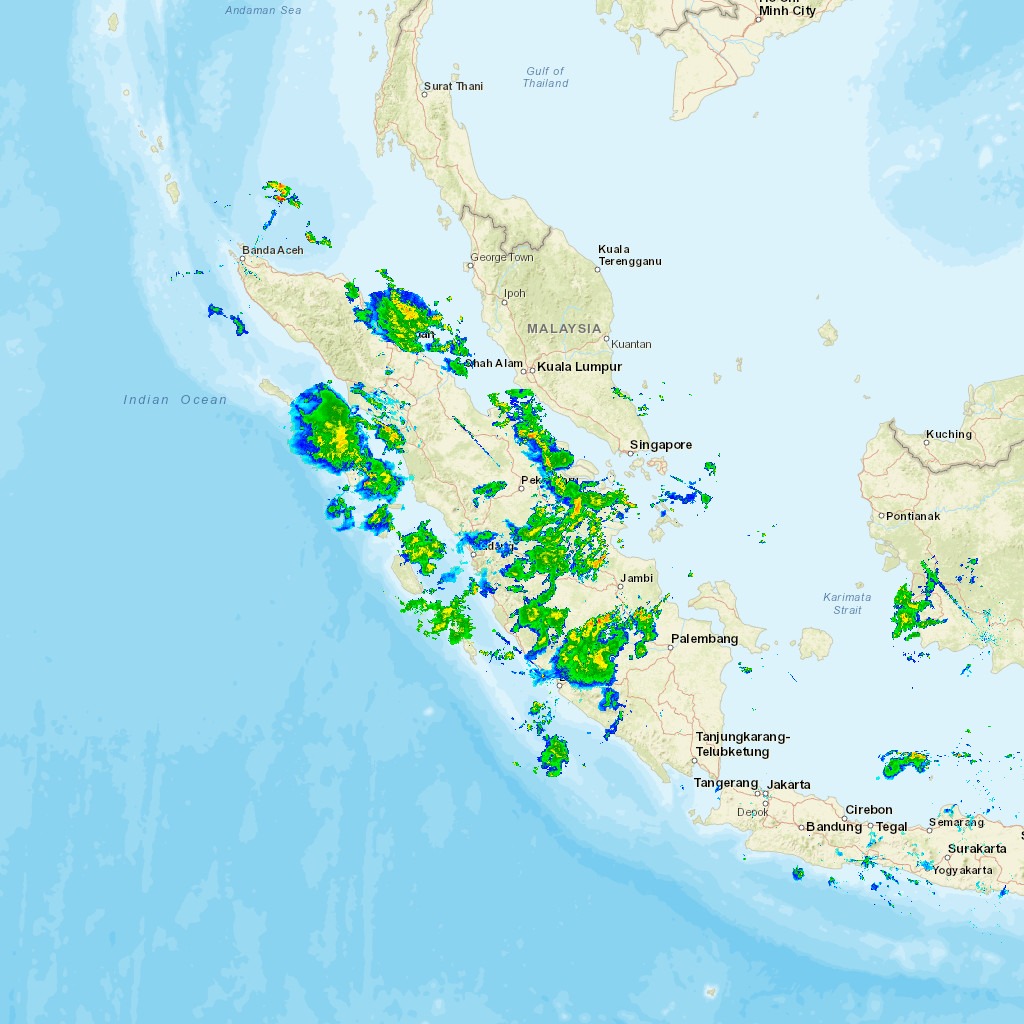 Andaman Sea
Minh City
Gulf of
Thailand
Surat Thani
Banda Aceh
George Town
Kuala
Terengganu
Ipoh
MALAYSIA
Kuantan
Shah Alam
Kuala Lumpur
Indian Ocean
Singapore
Kuching
Pontianak
Jambi
Karimata
Strait
Palembang
Tanjungkarang-
Telubketung
Tangerang
Jakarta
Depok
Cirebon
Bandung
Tegal
Semarang
Surakarta
Yogyakarta